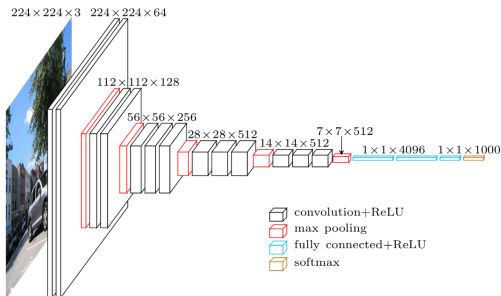 224×224×3
224×224×64
112×112×128
56×56×256
28×28×512
14×14×512
7×7×512
1×1×4096
1×1×1000
convolution+ReLU
max pooling
fully connected+ReLU
softmax